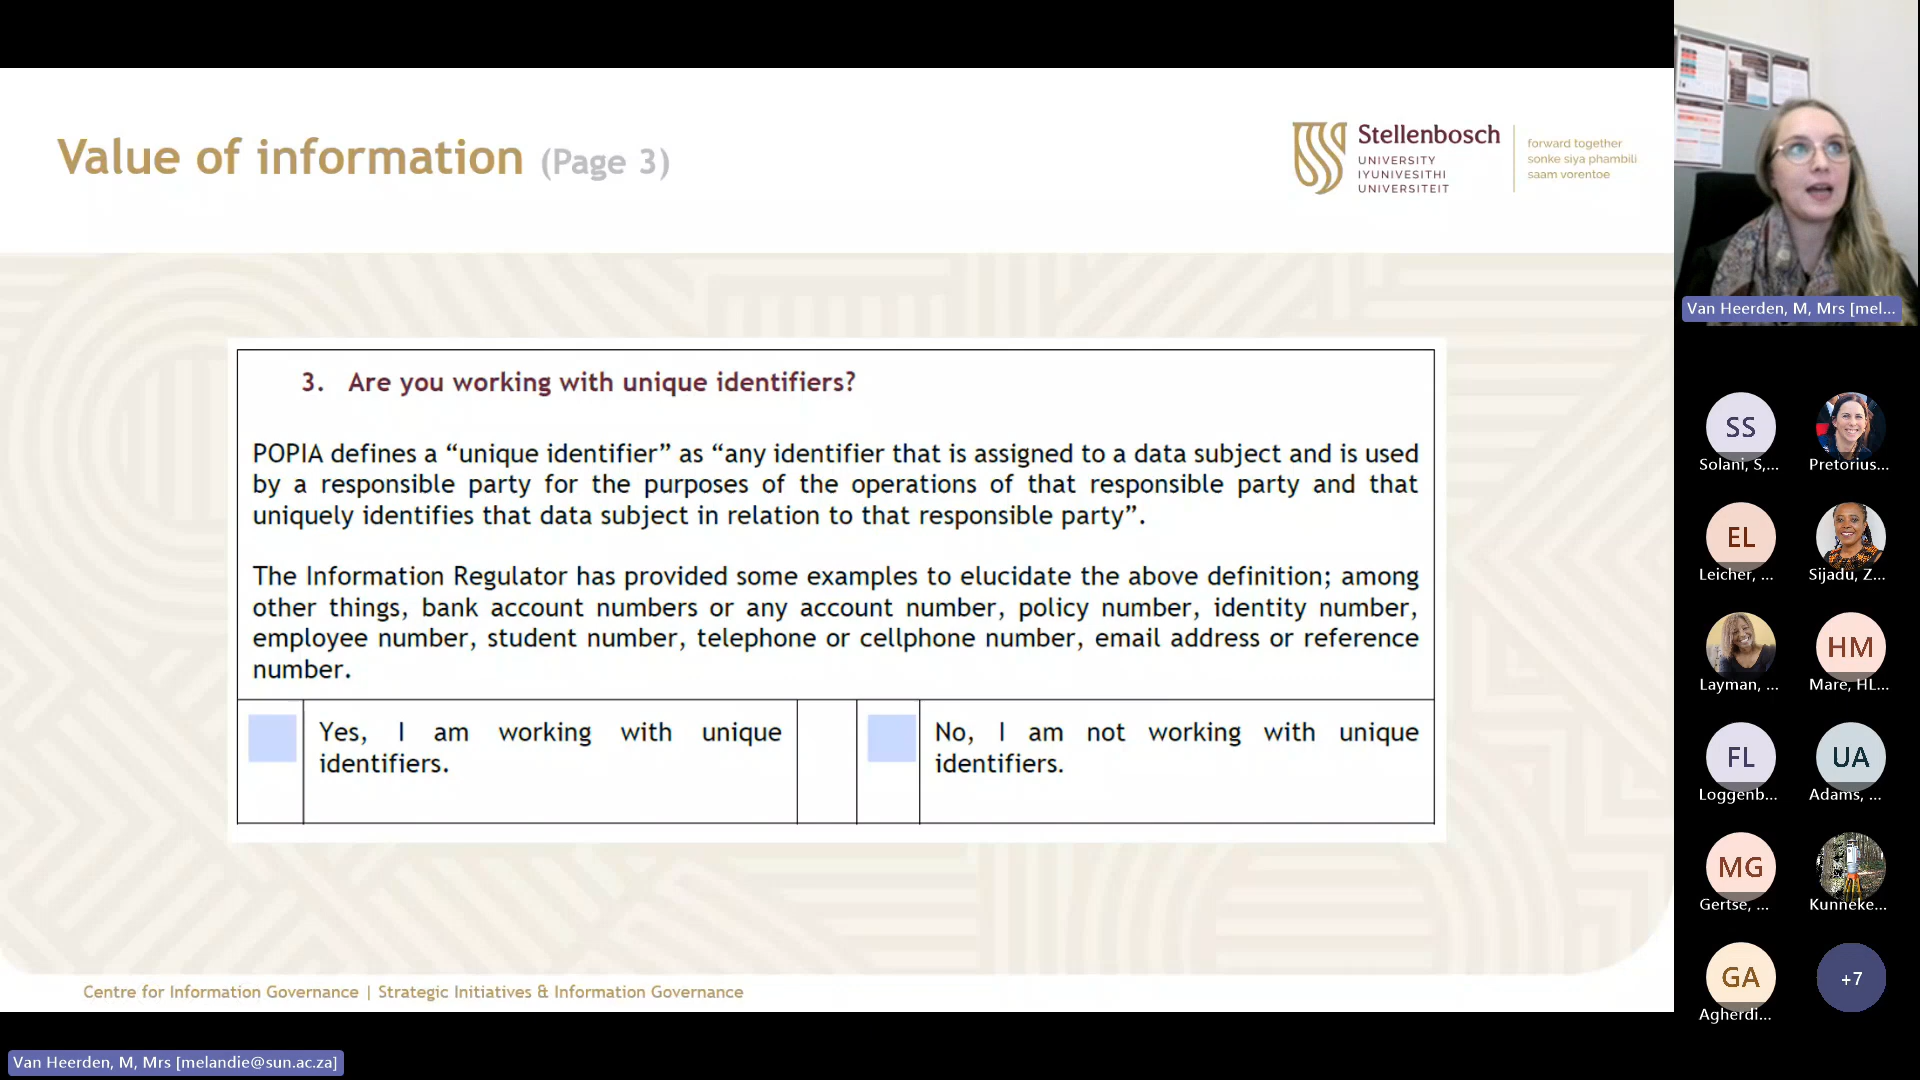 Value of information (Page 3)
Stellenbosch
UNIVERSITY
IYUNIVESITHI
UNIVERSITEIT
forward together
sonke siya phambili
saam vorentoe
3. Are you working with unique identifiers?
POPIA defines a “unique identifier” as “any identifier that is assigned to a data subject and is used
by a responsible party for the purposes of the operations of that responsible party and that
uniquely identifies that data subject in relation to that responsible party”.
The Information Regulator has provided some examples to elucidate the above definition; among
other things, bank account numbers or any account number, policy number, identity number,
employee number, student number, telephone or cellphone number, email address or reference
number.
Yes, I am working with unique
identifiers.
No, I am not working with unique
identifiers.
Centre for Information Governance | Strategic Initiatives & Information Governance
Van Heerden, M, Mrs [melandie@sun.ac.za]
Van Heerden, M, Mrs [mel...
SS
Solani, S,...
Pretorius...
EL
Leicher, ...
Sijadu, Z...
Layman, ...
HM
Mare, HL...
FL
Loggenb...
UA
Adams, ...
MG
Gertse, ...
Kunneke...
GA
Agherdi...
+7